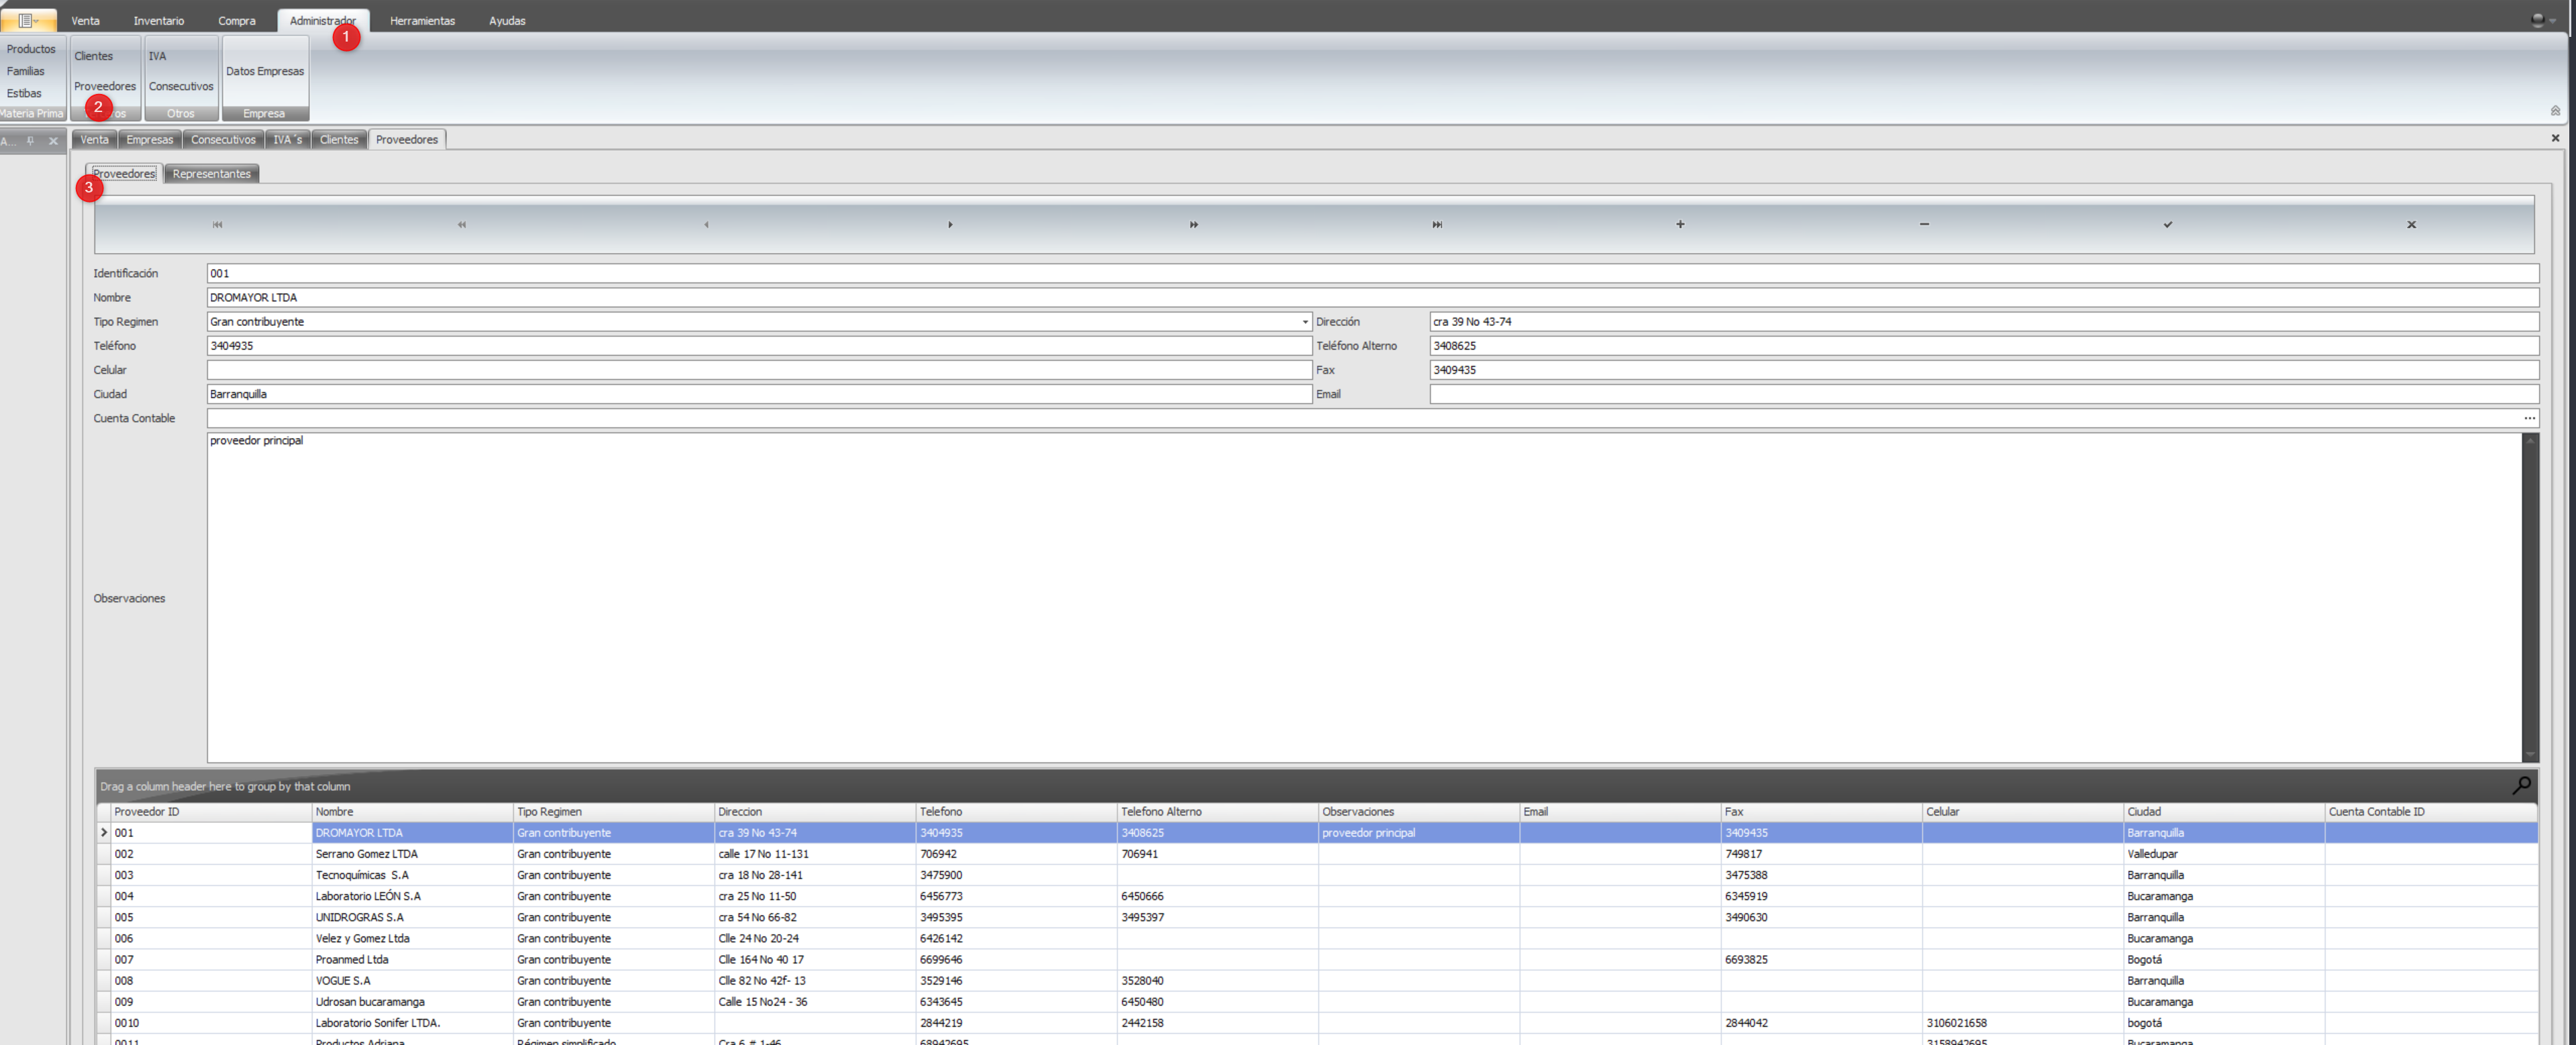 Venta Inventario Compra Administrador Herramientas Ayudas
1
Productos Clientes IVA
Familias Datos Empresas
Estibas Proveedores Consecutivos
2
Materia Prima Otros Empresa
A... Venta Empresas Consecutivos IVA´s Clientes Proveedores
Proveedores Representantes
3
Identificación 001
Nombre DROMAYOR LTDA
Tipo Regimen Gran contribuyente Dirección cra 39 No 43-74
Teléfono 3404935 Teléfono Alterno 3408625
Celular Fax 3409435
Ciudad Barranquilla Email
Cuenta Contable ...
proveedor principal
Observaciones
Drag a column header here to group by that column
Proveedor ID Nombre Tipo Regimen Direccion Telefono Telefono Alterno Observaciones Email Fax Celular Ciudad Cuenta Contable ID
001 DROMAYOR LTDA Gran contribuyente cra 39 No 43-74 3404935 3408625 proveedor principal 3409435 Barranquilla
002 Serrano Gomez LTDA Gran contribuyente calle 17 No 11-131 706942 706941 749817 Valledupar
003 Tecnoquímicas S.A Gran contribuyente cra 18 No 28-141 3475900 3475388 Barranquilla
004 Laboratorio LEÓN S.A Gran contribuyente cra 25 No 11-50 6456773 6450666 6345919 Bucaramanga
005 UNIDROGRAS S.A Gran contribuyente cra 54 No 66-82 3495395 3495397 3490630 Barranquilla
006 Velez y Gomez Ltda Gran contribuyente Clle 24 No 20-24 6426142 Bucaramanga
007 Proanmed Ltda Gran contribuyente Clle 164 No 40 17 6699646 6693825 Bogotá
008 VOGUE S.A Gran contribuyente Clle 82 No 42f- 13 3529146 3528040 Barranquilla
009 Udrosan bucaramanga Gran contribuyente Calle 15 No24 - 36 6343645 6450480 Bucaramanga
0010 Laboratorio Sonifer LTDA. Gran contribuyente 2844219 2442158 2844042 3106021658 bogotá
0011 Productos Adriana Régimen simplificado Cra 6 # 1-46 68942695 3158942695 Bucaramanga